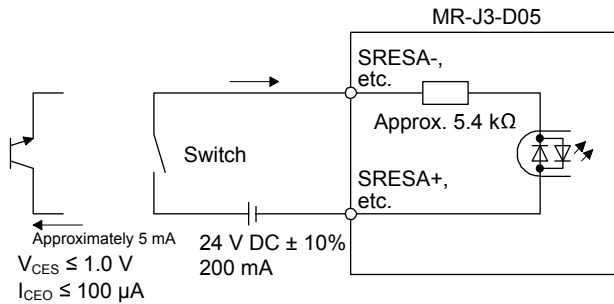 MR-J3-D05
SRESA-,
etc.
Approx. 5.4 kΩ
Switch
SRESA+,
etc.
Approximately 5 mA
24 V DC ± 10%
200 mA
VCES ≤ 1.0 V
ICEO ≤ 100 µA